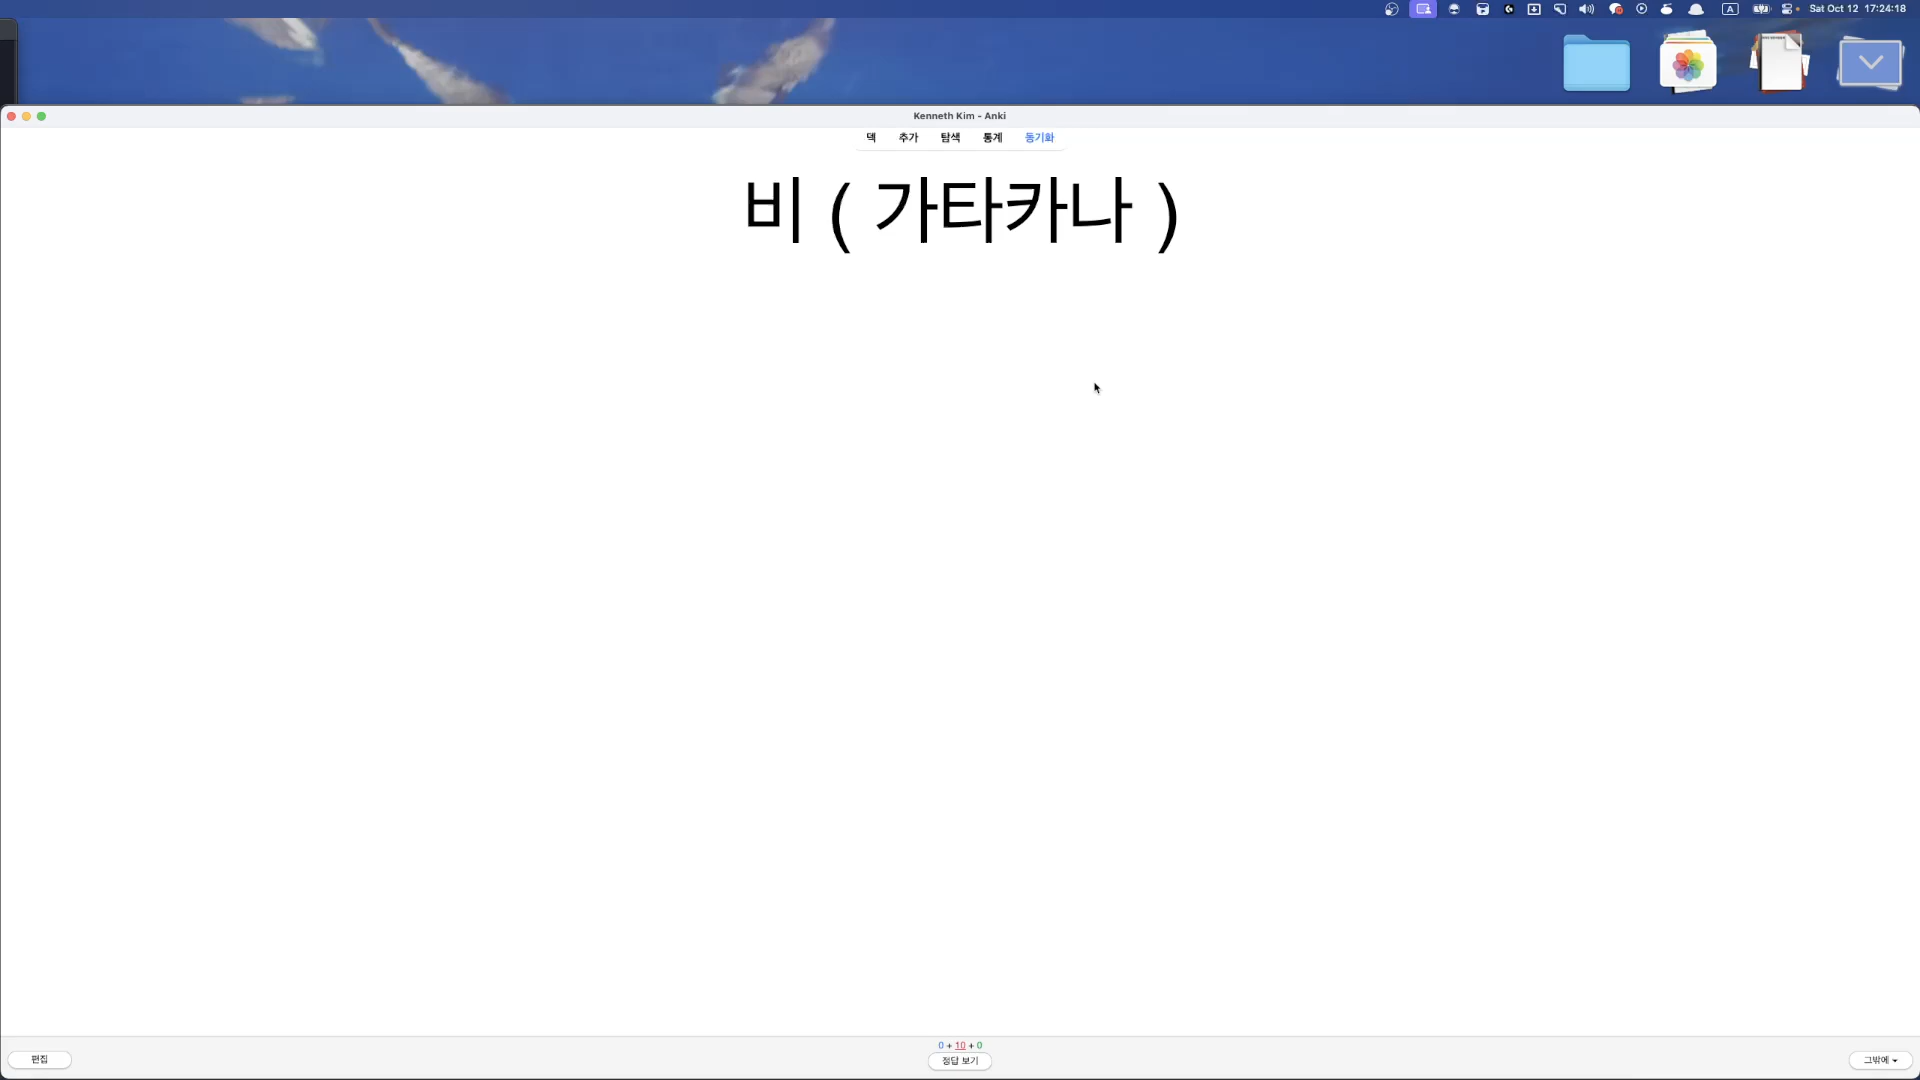 Sat Oct 12 17:24:18
Kenneth Kim - Anki
덱 추가 탐색 통계 동기화
비 ( 가타카나 )
0 + 10 + 0
편집 정답 보기 그밖에